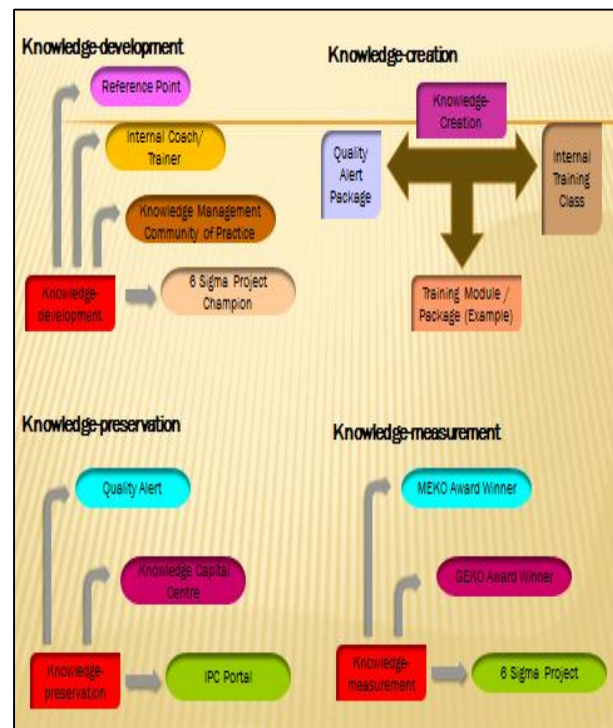 Knowledge-development
Reference Point
Internal Coach/
Trainer
Knowledge Management
Community of Practice
6 Sigma Project
Champion
Knowledge-
development
Knowledge-creation
Knowledge-
Creation
Quality
Alert
Package
Internal
Training
Class
Training Module /
Package (Example)
Knowledge-preservation
Quality Alert
Knowledge Capital
Centre
IPC Portal
Knowledge-
preservation
Knowledge-measurement
MEKO Award Winner
GEKO Award Winner
6 Sigma Project
Knowledge-
measurement